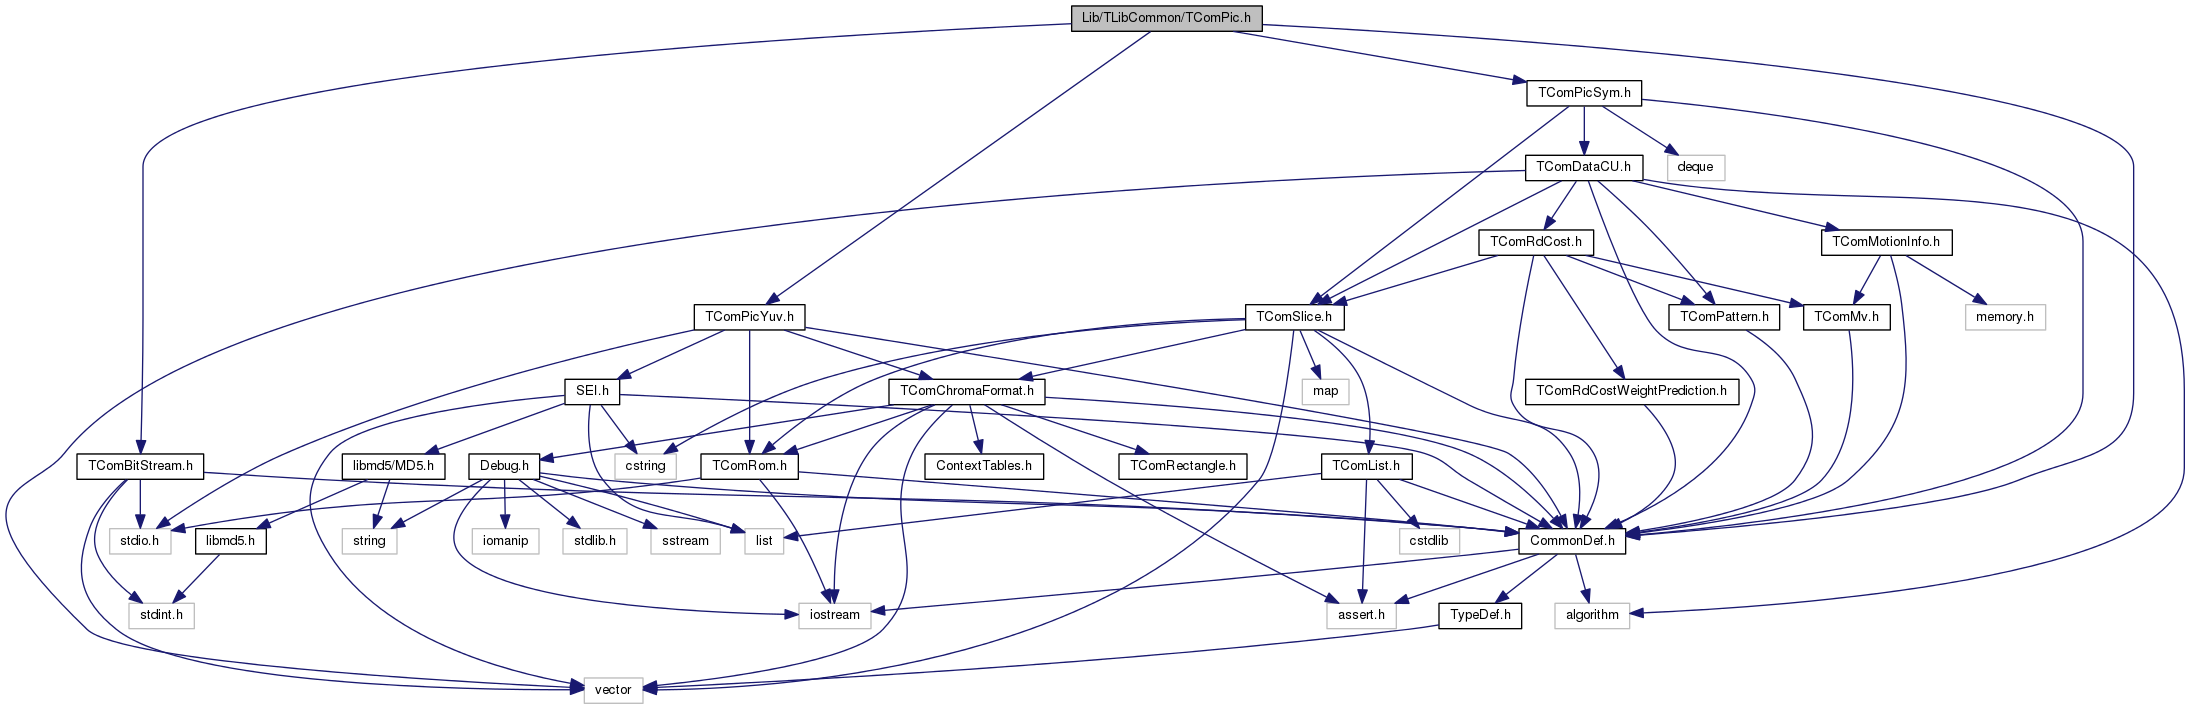 Lib/TLibCommon/TComPic.h
TComPicSym.h
TComDataCU.h
deque
TComRdCost.h
TComMotionInfo.h
TComPicYuv.h
TComSlice.h
TComPattern.h
TComMv.h
memory.h
SEI.h
TComChromaFormat.h
map
TComRdCostWeightPrediction.h
TComBitStream.h
libmd5/MD5.h
Debug.h
cstring
TComRom.h
ContextTables.h
TComRectangle.h
TComList.h
stdio.h
libmd5.h
string
iomanip
stdlib.h
sstream
list
cstdlib
CommonDef.h
stdint.h
iostream
assert.h
TypeDef.h
algorithm
vector